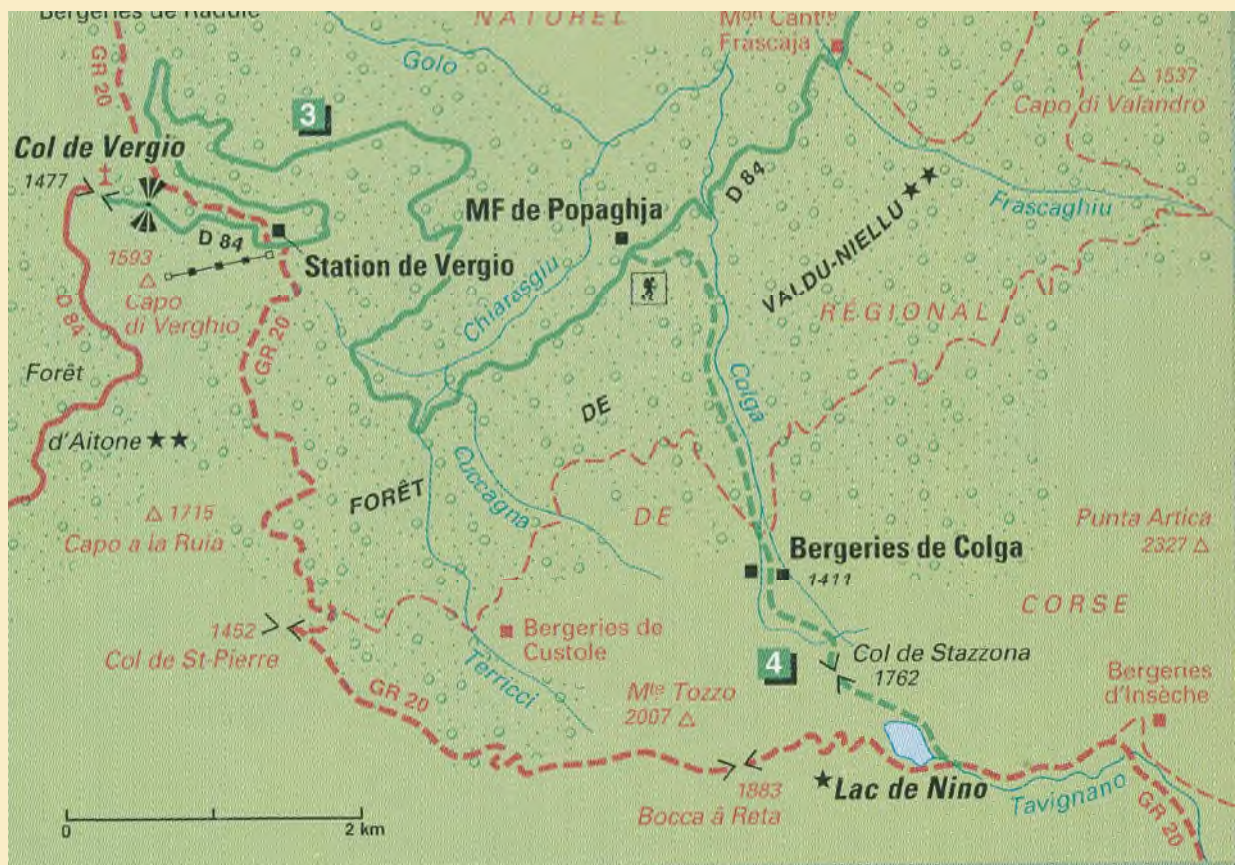 Bergeries de Radule
NATUREL
Mon Cantre
Frascaja
GR 20
Golo
1537
Capo di Valandro
3
Col de Vergio
1477
D 84
MF de Popaghja
VALDU-NIELLU ★★
Frascaghiu
D 84
Station de Vergio
1593
Capo
di Verghio
Chiarasgiu
RÉGIONAL
D 84
GR 20
Colga
Forêt
d'Aitone ★★
DE
Cuccagna
FORÊT
DE
1715
Capo a la Ruia
Punta Artica
2327
Bergeries de Colga
1411
CORSE
1452
Col de St-Pierre
Bergeries de
Custole
Terricci
4
Col de Stazzona
1762
Bergeries
d'Insèche
GR 20
Mte Tozzo
2007
★ Lac de Nino
1883
Bocca â Reta
Tavignano
GR 20
0
2 km